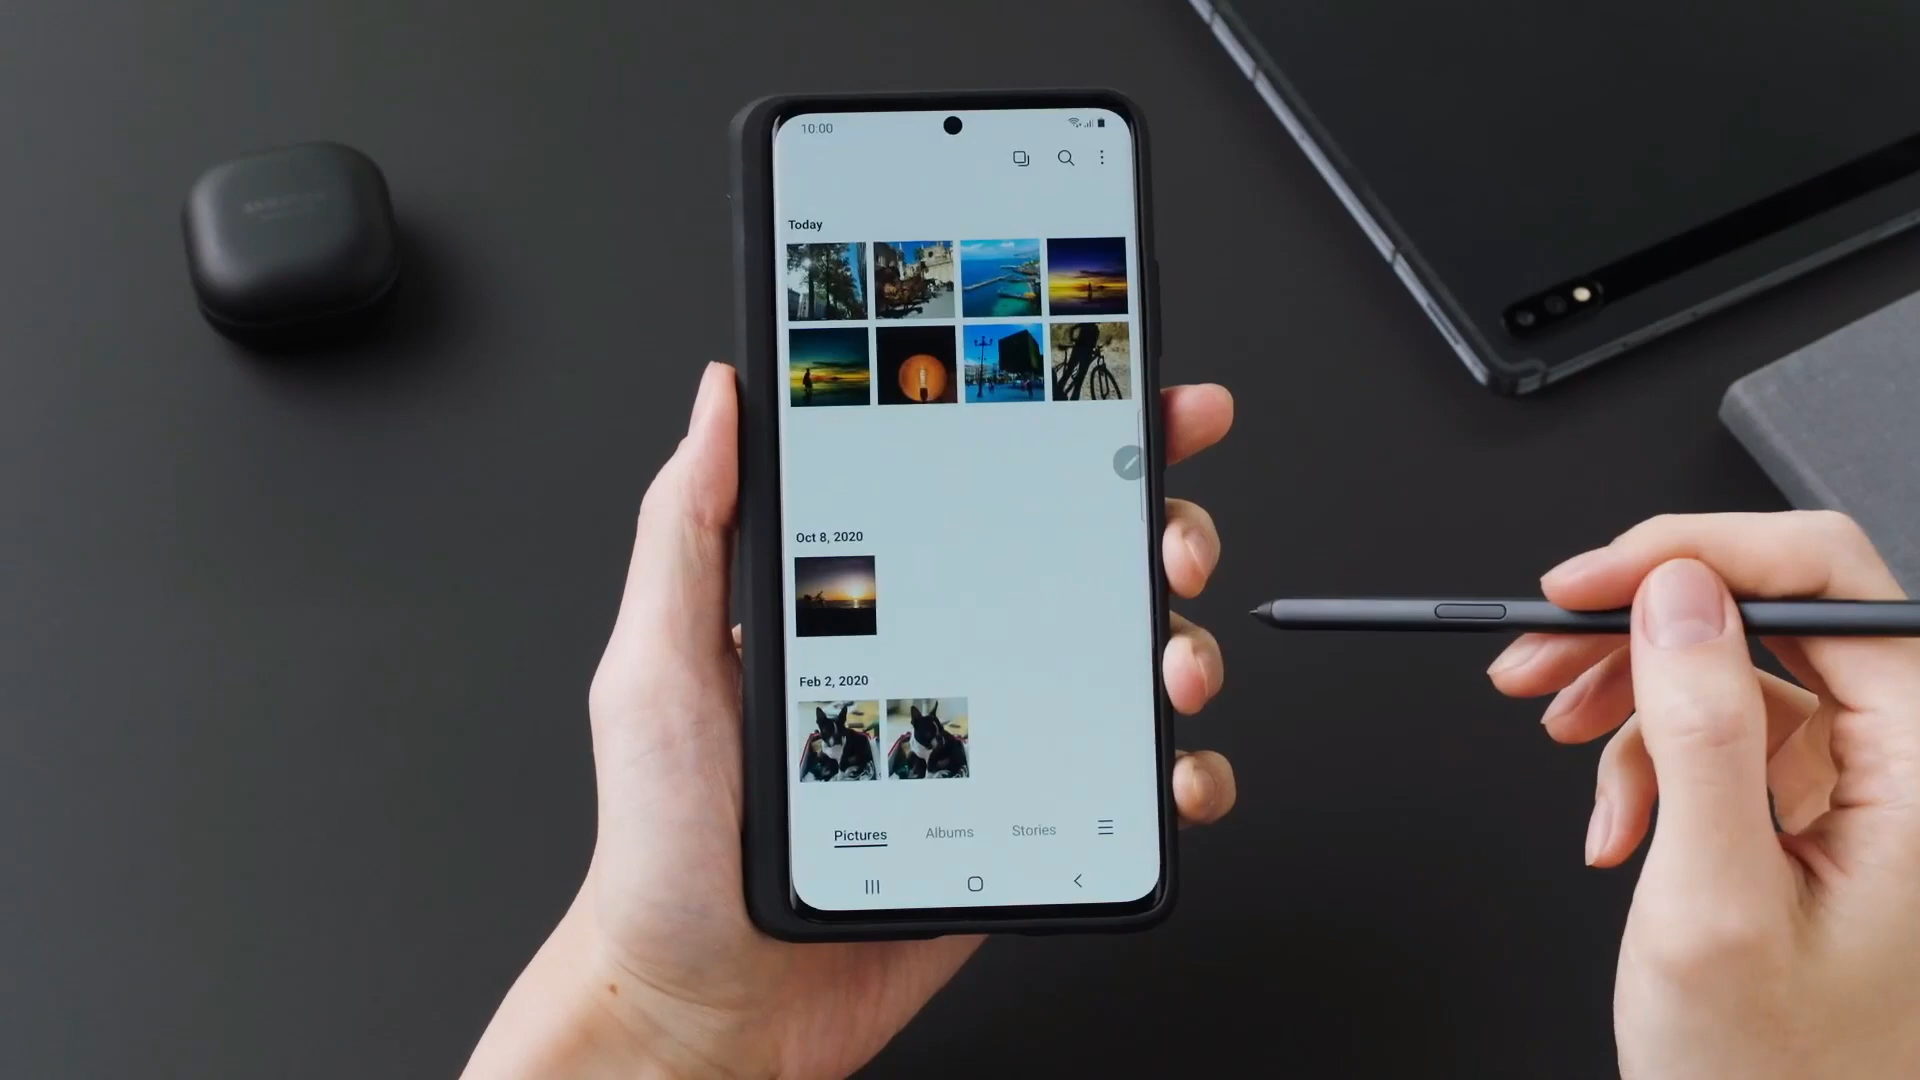 10:00
Today
Oct 8, 2020
Feb 2, 2020
Pictures Albums Stories